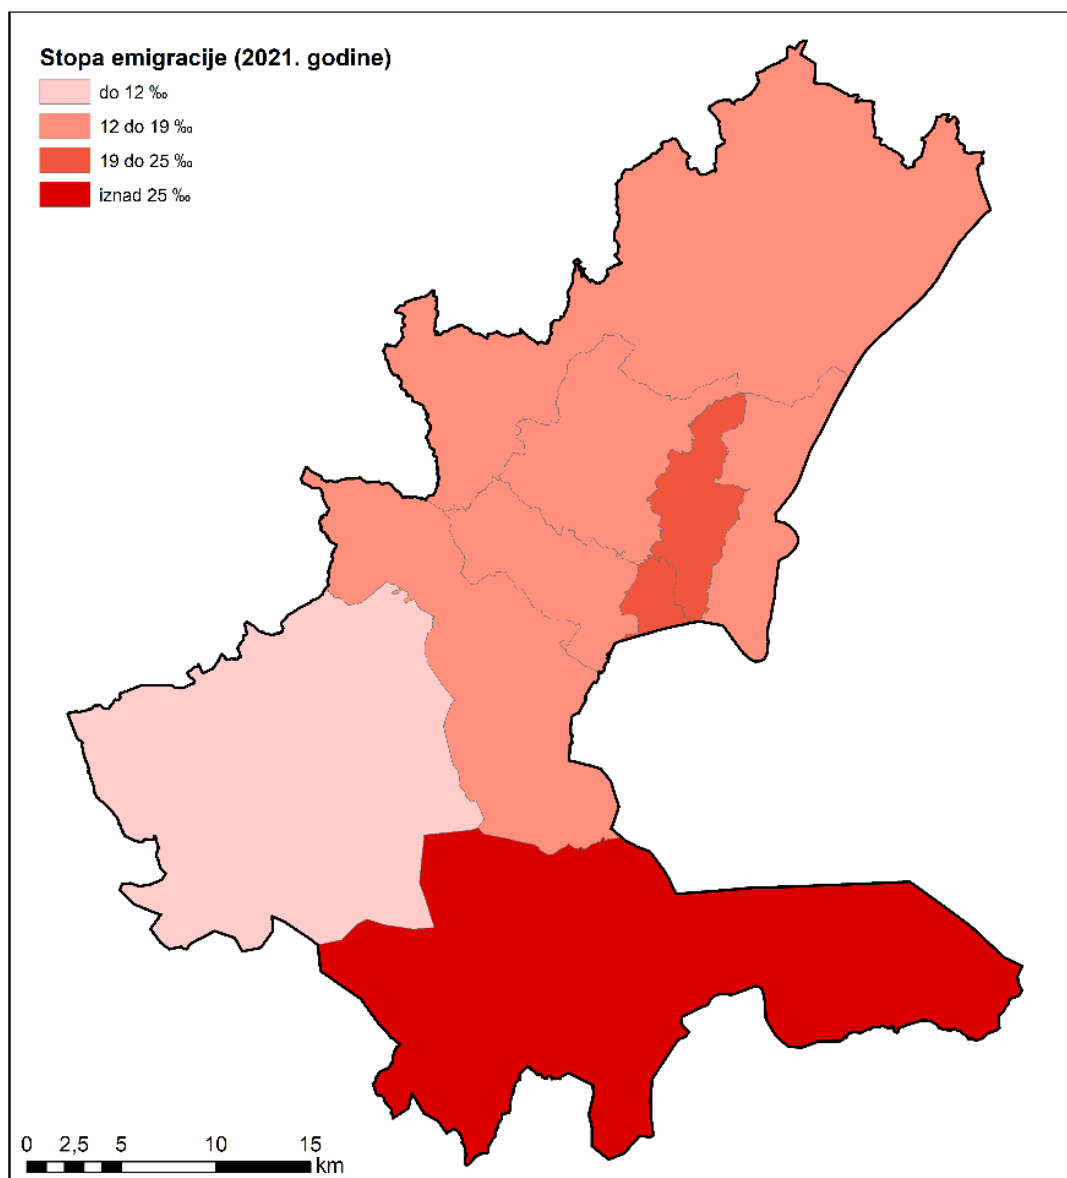 Stopa emigracije (2021. godine)
do 12 ‰
12 do 19 ‰
19 do 25 ‰
iznad 25 ‰
0 2,5 5 10 15
km